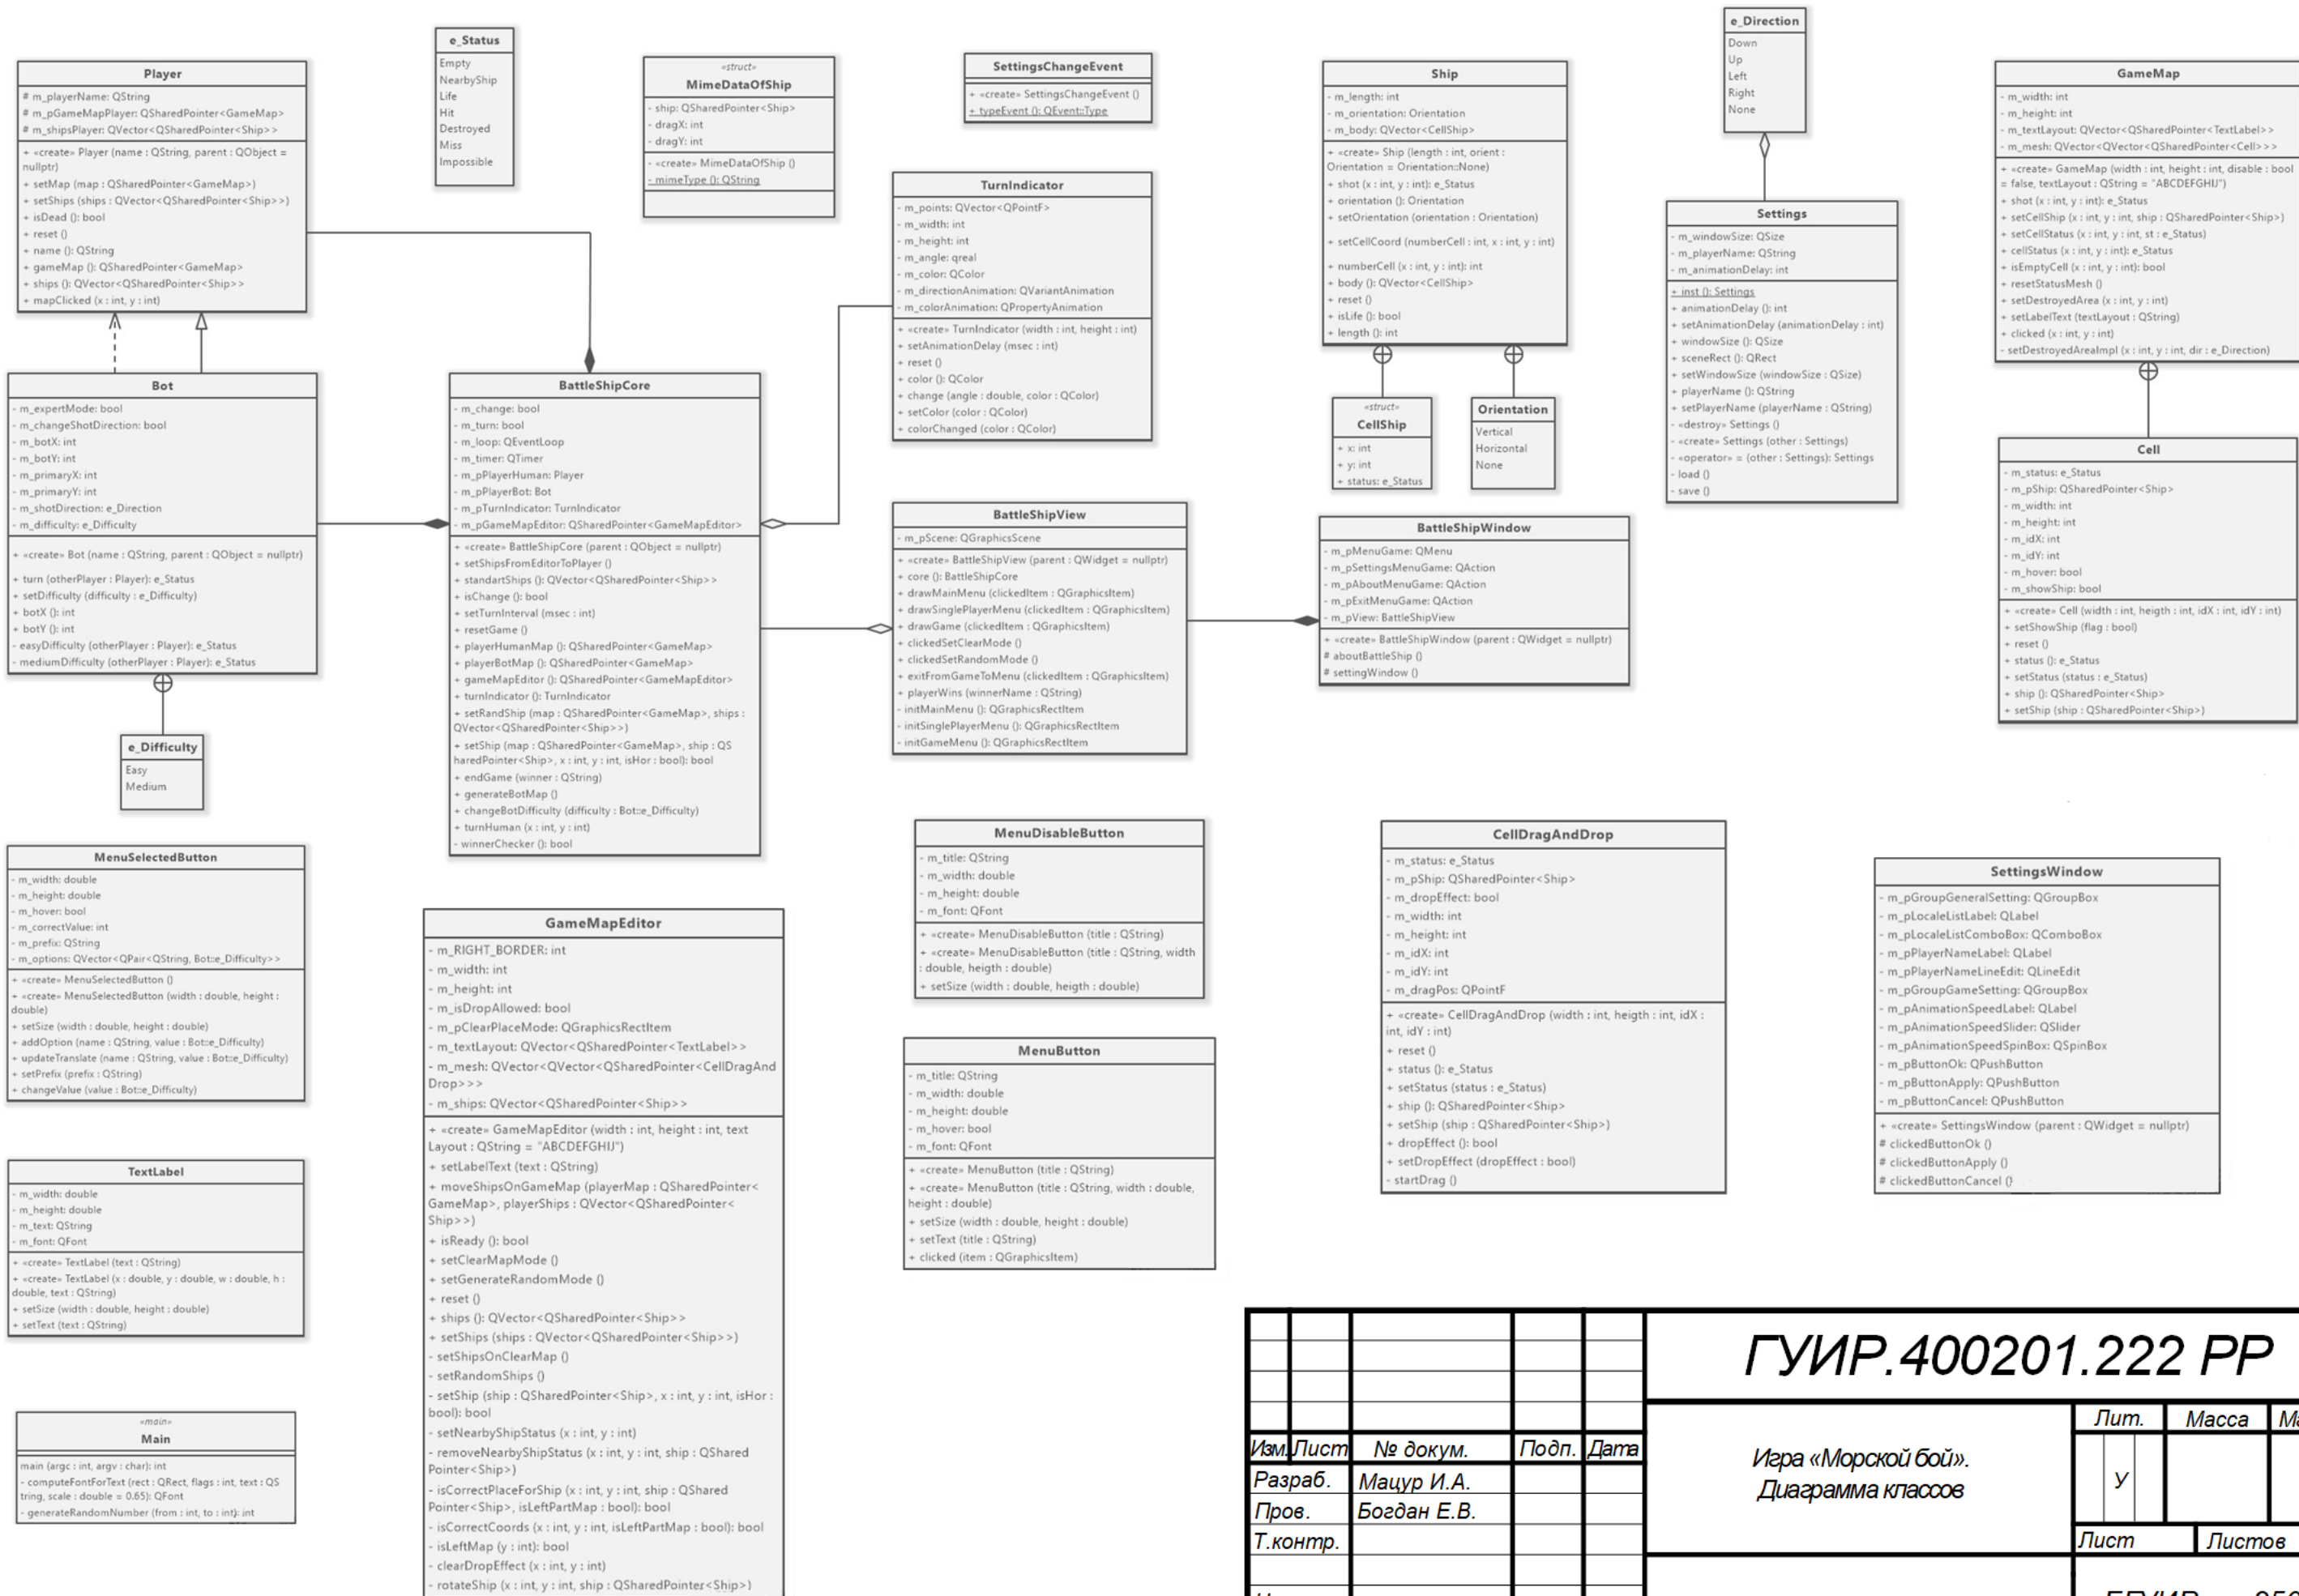 Player
# m_playerName: QString
# m_pGameMapPlayer: QSharedPointer<GameMap>
# m_shipsPlayer: QVector<QSharedPointer<Ship>>
+ «create» Player (name : QString, parent : QObject =
nullptr)
+ setMap (map : QSharedPointer<GameMap>)
+ setShips (ships : QVector<QSharedPointer<Ship>>)
+ isDead (): bool
+ reset ()
+ name (): QString
+ gameMap (): QSharedPointer<GameMap>
+ ships (): QVector<QSharedPointer<Ship>>
+ mapClicked (x : int, y : int)
e_Status
Empty
NearbyShip
Life
Hit
Destroyed
Miss
Impossible
«struct»
MimeDataOfShip
- ship: QSharedPointer<Ship>
- dragX: int
- dragY: int
- «create» MimeDataOfShip ()
- mimeType (): QString
SettingsChangeEvent
+ «create» SettingsChangeEvent ()
+ typeEvent (): QEvent::Type
TurnIndicator
- m_points: QVector<QPointF>
- m_width: int
- m_height: int
- m_angle: qreal
- m_color: QColor
- m_directionAnimation: QVariantAnimation
- m_colorAnimation: QPropertyAnimation
+ «create» TurnIndicator (width : int, height : int)
+ setAnimationDelay (msec : int)
+ reset ()
+ color (): QColor
+ change (angle : double, color : QColor)
+ setColor (color : QColor)
+ colorChanged (color : QColor)
Ship
- m_length: int
- m_orientation: Orientation
- m_body: QVector<CellShip>
+ «create» Ship (length : int, orient :
Orientation = Orientation::None)
+ shot (x : int, y : int): e_Status
+ orientation (): Orientation
+ setOrientation (orientation : Orientation)
+ setCellCoord (numberCell : int, x : int, y : int)
+ numberCell (x : int, y : int): int
+ body (): QVector<CellShip>
+ reset ()
+ isLife (): bool
+ length (): int
«struct»
CellShip
+ x: int
+ y: int
+ status: e_Status
Orientation
Vertical
Horizontal
None
e_Direction
Down
Up
Left
Right
None
Settings
- m_windowSize: QSize
- m_playerName: QString
- m_animationDelay: int
+ inst (): Settings
+ animationDelay (): int
+ setAnimationDelay (animationDelay : int)
+ windowSize (): QSize
+ sceneRect (): QRect
+ setWindowSize (windowSize : QSize)
+ playerName (): QString
+ setPlayerName (playerName : QString)
- «destroy» Settings ()
- «create» Settings (other : Settings)
- «operator» = (other : Settings): Settings
- load ()
- save ()
GameMap
- m_width: int
- m_height: int
- m_textLayout: QVector<QSharedPointer<TextLabel>>
- m_mesh: QVector<QVector<QSharedPointer<Cell>>>
+ «create» GameMap (width : int, height : int, disable : bool
= false, textLayout : QString = "ABCDEFGHIJ")
+ shot (x : int, y : int): e_Status
+ setCellShip (x : int, y : int, ship : QSharedPointer<Ship>)
+ setCellStatus (x : int, y : int, st : e_Status)
+ cellStatus (x : int, y : int): e_Status
+ isEmptyCell (x : int, y : int): bool
+ resetStatusMesh ()
+ setDestroyedArea (x : int, y : int)
+ setLabelText (textLayout : QString)
+ clicked (x : int, y : int)
- setDestroyedAreaImpl (x : int, y : int, dir : e_Direction)
Cell
- m_status: e_Status
- m_pShip: QSharedPointer<Ship>
- m_width: int
- m_height: int
- m_idX: int
- m_idY: int
- m_hover: bool
- m_showShip: bool
+ «create» Cell (width : int, heigth : int, idX : int, idY : int)
+ setShowShip (flag : bool)
+ reset ()
+ status (): e_Status
+ setStatus (status : e_Status)
+ ship (): QSharedPointer<Ship>
+ setShip (ship : QSharedPointer<Ship>)
Bot
- m_expertMode: bool
- m_changeShotDirection: bool
- m_botX: int
- m_botY: int
- m_primaryX: int
- m_primaryY: int
- m_shotDirection: e_Direction
- m_difficulty: e_Difficulty
+ «create» Bot (name : QString, parent : QObject = nullptr)
+ turn (otherPlayer : Player): e_Status
+ setDifficulty (difficulty : e_Difficulty)
+ botX (): int
+ botY (): int
- easyDifficulty (otherPlayer : Player): e_Status
- mediumDifficulty (otherPlayer : Player): e_Status
e_Difficulty
Easy
Medium
BattleShipCore
- m_change: bool
- m_turn: bool
- m_loop: QEventLoop
- m_timer: QTimer
- m_pPlayerHuman: Player
- m_pPlayerBot: Bot
- m_pTurnIndicator: TurnIndicator
- m_pGameMapEditor: QSharedPointer<GameMapEditor>
+ «create» BattleShipCore (parent : QObject = nullptr)
+ setShipsFromEditorToPlayer ()
+ standartShips (): QVector<QSharedPointer<Ship>>
+ isChange (): bool
+ setTurnInterval (msec : int)
+ resetGame ()
+ playerHumanMap (): QSharedPointer<GameMap>
+ playerBotMap (): QSharedPointer<GameMap>
+ gameMapEditor (): QSharedPointer<GameMapEditor>
+ turnIndicator (): TurnIndicator
+ setRandShip (map : QSharedPointer<GameMap>, ships :
QVector<QSharedPointer<Ship>>)
+ setShip (map : QSharedPointer<GameMap>, ship : QS
haredPointer<Ship>, x : int, y : int, isHor : bool): bool
+ endGame (winner : QString)
+ generateBotMap ()
+ changeBotDifficulty (difficulty : Bot::e_Difficulty)
+ turnHuman (x : int, y : int)
- winnerChecker (): bool
BattleShipView
- m_pScene: QGraphicsScene
+ «create» BattleShipView (parent : QWidget = nullptr)
+ core (): BattleShipCore
+ drawMainMenu (clickedItem : QGraphicsItem)
+ drawSinglePlayerMenu (clickedItem : QGraphicsItem)
+ drawGame (clickedItem : QGraphicsItem)
+ clickedSetClearMode ()
+ clickedSetRandomMode ()
+ exitFromGameToMenu (clickedItem : QGraphicsItem)
+ playerWins (winnerName : QString)
- initMainMenu (): QGraphicsRectItem
- initSinglePlayerMenu (): QGraphicsRectItem
- initGameMenu (): QGraphicsRectItem
BattleShipWindow
- m_pMenuGame: QMenu
- m_pSettingsMenuGame: QAction
- m_pAboutMenuGame: QAction
- m_pExitMenuGame: QAction
- m_pView: BattleShipView
+ «create» BattleShipWindow (parent : QWidget = nullptr)
# aboutBattleShip ()
# settingWindow ()
MenuSelectedButton
- m_width: double
- m_height: double
- m_hover: bool
- m_correctValue: int
- m_prefix: QString
- m_options: QVector<QPair<QString, Bot::e_Difficulty>>
+ «create» MenuSelectedButton ()
+ «create» MenuSelectedButton (width : double, height :
double)
+ setSize (width : double, height : double)
+ addOption (name : QString, value : Bot::e_Difficulty)
+ updateTranslate (name : QString, value : Bot::e_Difficulty)
+ setPrefix (prefix : QString)
+ changeValue (value : Bot::e_Difficulty)
TextLabel
- m_width: double
- m_height: double
- m_text: QString
- m_font: QFont
+ «create» TextLabel (text : QString)
+ «create» TextLabel (x : double, y : double, w : double, h :
double, text : QString)
+ setSize (width : double, height : double)
+ setText (text : QString)
«main»
Main
main (argc : int, argv : char): int
- computeFontForText (rect : QRect, flags : int, text : QS
tring, scale : double = 0.65): QFont
- generateRandomNumber (from : int, to : int): int
GameMapEditor
- m_RIGHT_BORDER: int
- m_width: int
- m_height: int
- m_isDropAllowed: bool
- m_pClearPlaceMode: QGraphicsRectItem
- m_textLayout: QVector<QSharedPointer<TextLabel>>
- m_mesh: QVector<QVector<QSharedPointer<CellDragAnd
Drop>>>
- m_ships: QVector<QSharedPointer<Ship>>
+ «create» GameMapEditor (width : int, height : int, text
Layout : QString = "ABCDEFGHIJ")
+ setLabelText (text : QString)
+ moveShipsOnGameMap (playerMap : QSharedPointer<
GameMap>, playerShips : QVector<QSharedPointer<
Ship>>)
+ isReady (): bool
+ setClearMapMode ()
+ setGenerateRandomMode ()
+ reset ()
+ ships (): QVector<QSharedPointer<Ship>>
+ setShips (ships : QVector<QSharedPointer<Ship>>)
- setShipsOnClearMap ()
- setRandomShips ()
- setShip (ship : QSharedPointer<Ship>, x : int, y : int, isHor :
bool): bool
- setNearbyShipStatus (x : int, y : int)
- removeNearbyShipStatus (x : int, y : int, ship : QShared
Pointer<Ship>)
- isCorrectPlaceForShip (x : int, y : int, ship : QShared
Pointer<Ship>, isLeftPartMap : bool): bool
- isCorrectCoords (x : int, y : int, isLeftPartMap : bool): bool
- isLeftMap (y : int): bool
- clearDropEffect (x : int, y : int)
- rotateShip (x : int, y : int, ship : QSharedPointer<Ship>)
MenuDisableButton
- m_title: QString
- m_width: double
- m_height: double
- m_font: QFont
+ «create» MenuDisableButton (title : QString)
+ «create» MenuDisableButton (title : QString, width
: double, heigth : double)
+ setSize (width : double, heigth : double)
MenuButton
- m_title: QString
- m_width: double
- m_height: double
- m_hover: bool
- m_font: QFont
+ «create» MenuButton (title : QString)
+ «create» MenuButton (title : QString, width : double,
height : double)
+ setSize (width : double, height : double)
+ setText (title : QString)
+ clicked (item : QGraphicsItem)
CellDragAndDrop
- m_status: e_Status
- m_pShip: QSharedPointer<Ship>
- m_dropEffect: bool
- m_width: int
- m_height: int
- m_idX: int
- m_idY: int
- m_dragPos: QPointF
+ «create» CellDragAndDrop (width : int, heigth : int, idX :
int, idY : int)
+ reset ()
+ status (): e_Status
+ setStatus (status : e_Status)
+ ship (): QSharedPointer<Ship>
+ setShip (ship : QSharedPointer<Ship>)
+ dropEffect (): bool
+ setDropEffect (dropEffect : bool)
- startDrag ()
SettingsWindow
- m_pGroupGeneralSetting: QGroupBox
- m_pLocaleListLabel: QLabel
- m_pLocaleListComboBox: QComboBox
- m_pPlayerNameLabel: QLabel
- m_pPlayerNameLineEdit: QLineEdit
- m_pGroupGameSetting: QGroupBox
- m_pAnimationSpeedLabel: QLabel
- m_pAnimationSpeedSlider: QSlider
- m_pAnimationSpeedSpinBox: QSpinBox
- m_pButtonOk: QPushButton
- m_pButtonApply: QPushButton
- m_pButtonCancel: QPushButton
+ «create» SettingsWindow (parent : QWidget = nullptr)
# clickedButtonOk ()
# clickedButtonApply ()
# clickedButtonCancel ()
ГУИР.400201.222 РР
Изм. Лист № докум. Подп. Дата
Разраб. Мацур И.А.
Пров. Богдан Е.В.
Т.контр.
Игра «Морской бой».
Диаграмма классов
Лит. Масса
У
Лист Листов